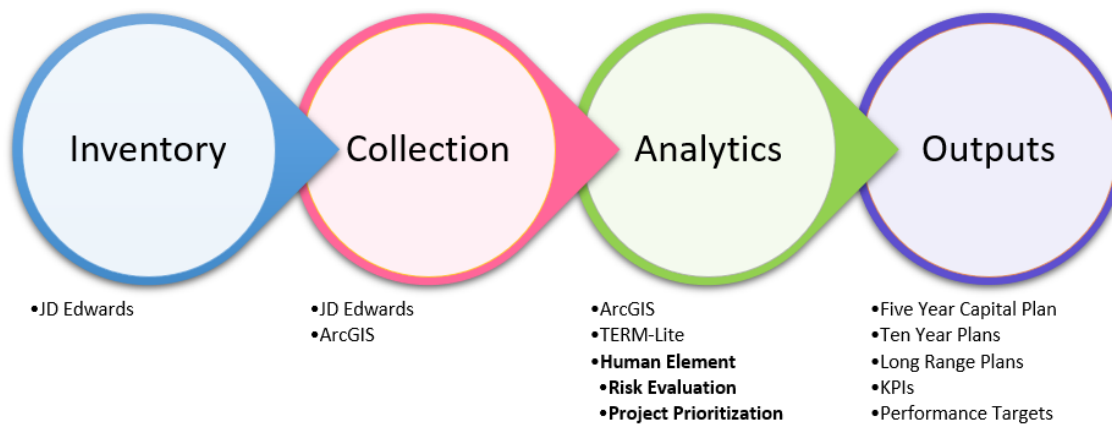 Inventory
Collection
Analytics
Outputs
•JD Edwards
•JD Edwards
•ArcGIS
•ArcGIS
•TERM-Lite
•Human Element
•Risk Evaluation
•Project Prioritization
•Five Year Capital Plan
•Ten Year Plans
•Long Range Plans
•KPIs
•Performance Targets